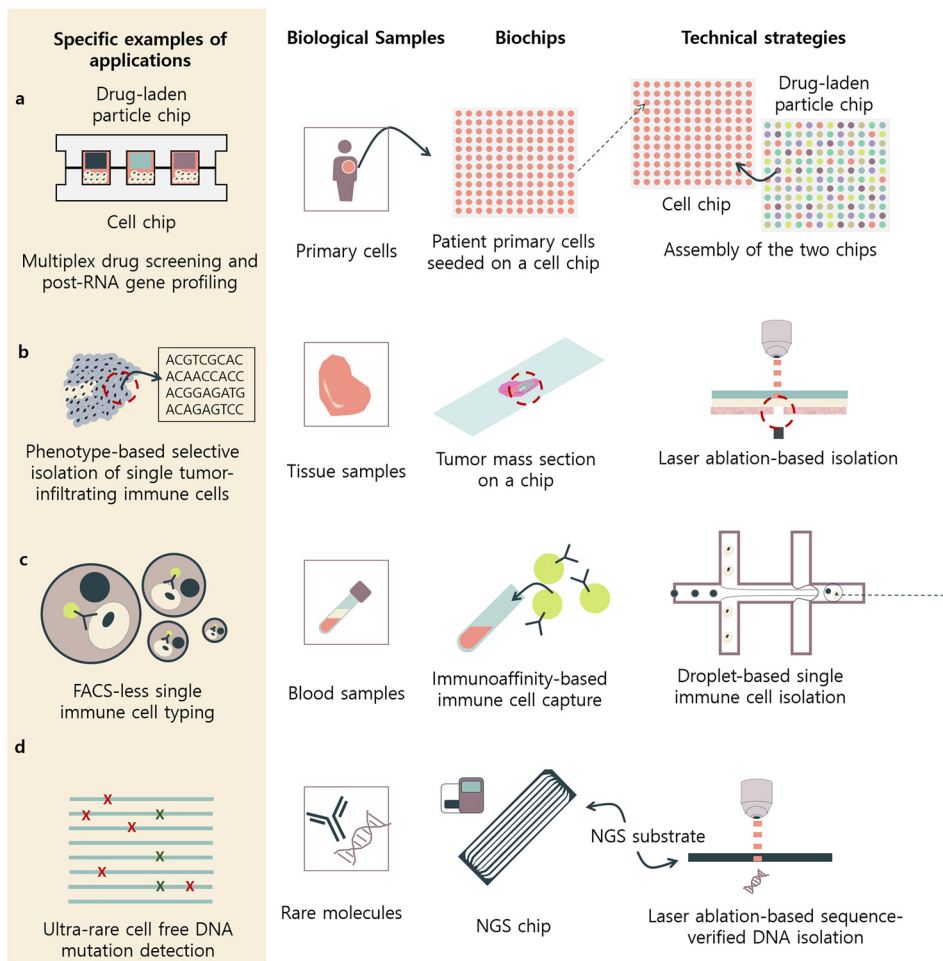 Specific examples of
applications
Biological Samples
Biochips
Technical strategies
a
Drug-laden
particle chip
Cell chip
Multiplex drug screening and
post-RNA gene profiling
Primary cells
Patient primary cells
seeded on a cell chip
Drug-laden
particle chip
Cell chip
Assembly of the two chips
b
ACGTCGCAC
ACAACCACC
ACGGAGATG
ACAGAGTCC
Phenotype-based selective
isolation of single tumor-
infiltrating immune cells
Tissue samples
Tumor mass section
on a chip
Laser ablation-based isolation
c
FACS-less single
immune cell typing
Blood samples
Immunoaffinity-based
immune cell capture
Droplet-based single
immune cell isolation
d
X
X
X
X
X
X
X
X
Ultra-rare cell free DNA
mutation detection
Rare molecules
NGS chip
NGS substrate
Laser ablation-based sequence-
verified DNA isolation